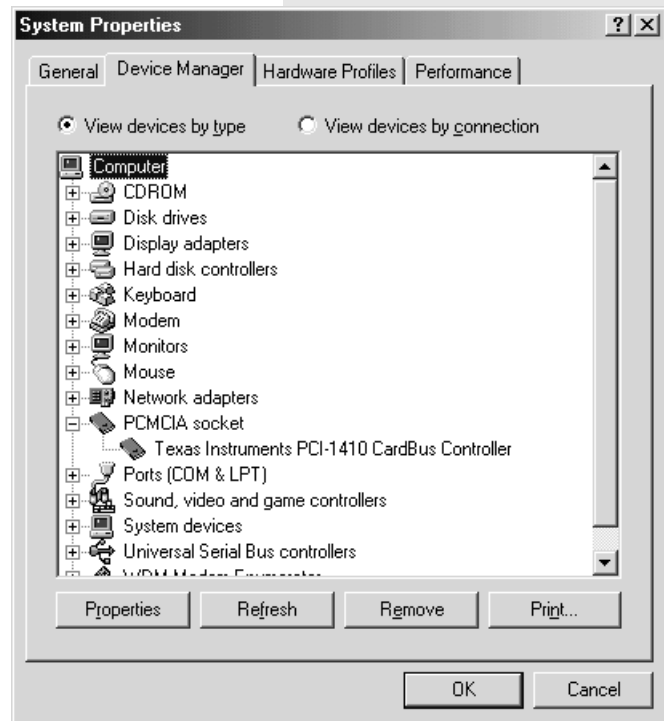 System Properties
General Device Manager Hardware Profiles Performance
View devices by type View devices by connection
Computer
CDROM
Disk drives
Display adapters
Hard disk controllers
Keyboard
Modem
Monitors
Mouse
Network adapters
PCMCIA socket
Texas Instruments PCI-1410 CardBus Controller
Ports (COM & LPT)
Sound, video and game controllers
System devices
Universal Serial Bus controllers
WDM Modem Enumerator
Properties Refresh Remove Print...
OK Cancel